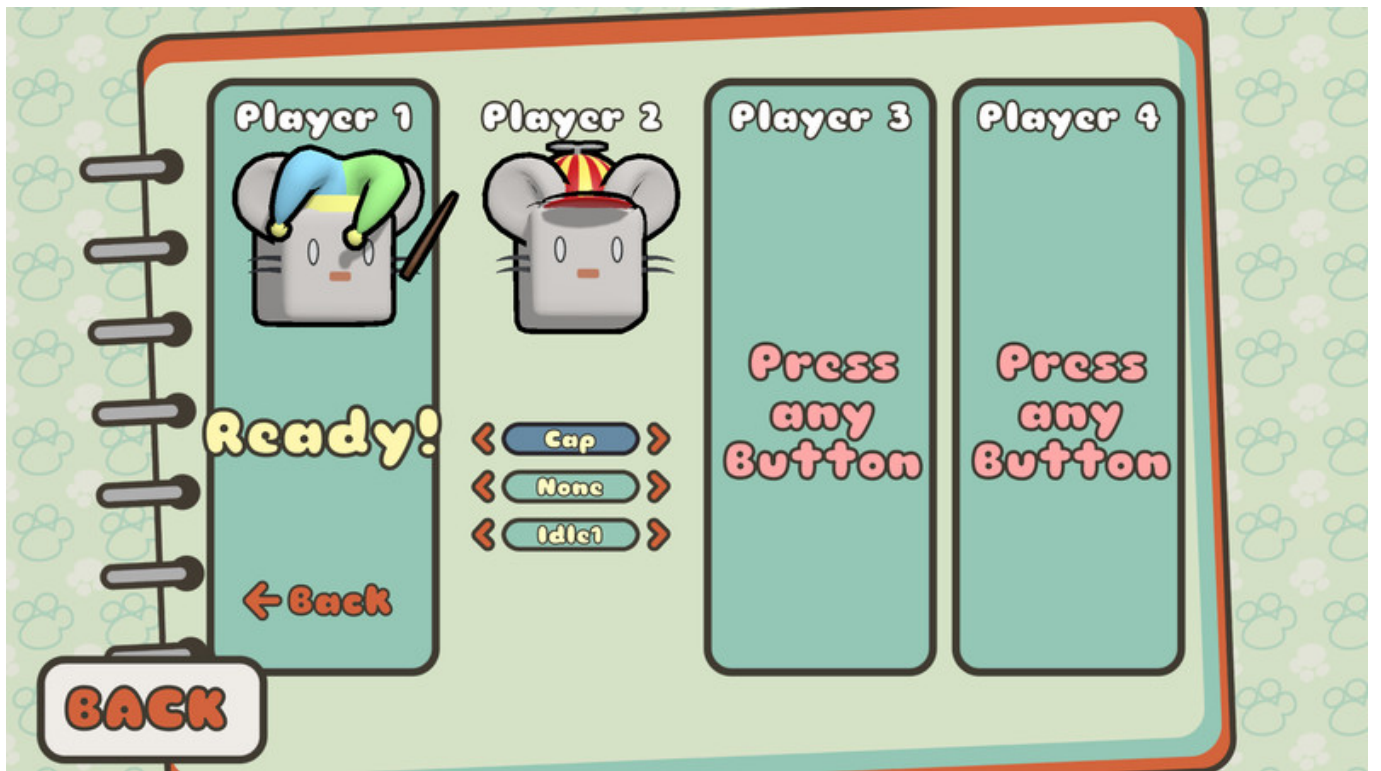 Player 1
Ready!
Back
Player 2
Cap
None
Idle1
Player 3
Press
any
Button
Player 4
Press
any
Button
BACK